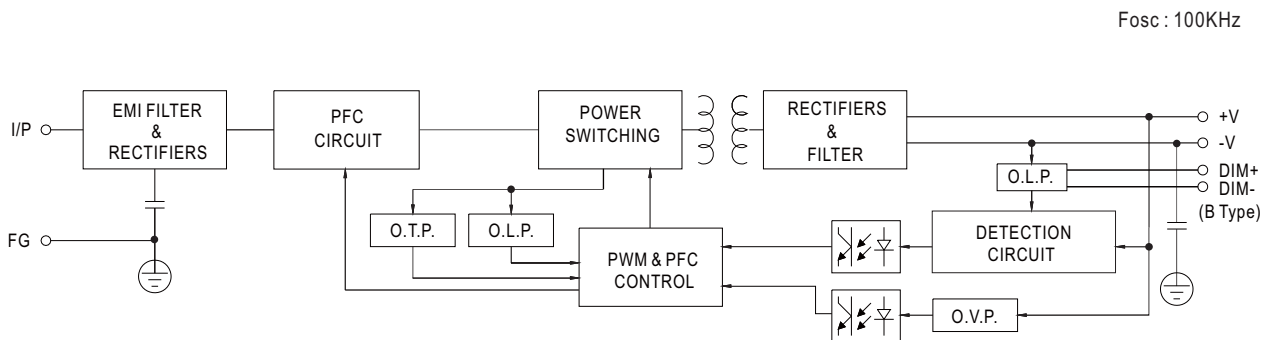 Fosc : 100KHz
I/P
EMI FILTER
&
RECTIFIERS
PFC
CIRCUIT
POWER
SWITCHING
RECTIFIERS
&
FILTER
+V
-V
DIM+
DIM-
(B Type)
O.L.P.
FG
O.T.P.
O.L.P.
PWM & PFC
CONTROL
DETECTION
CIRCUIT
O.V.P.